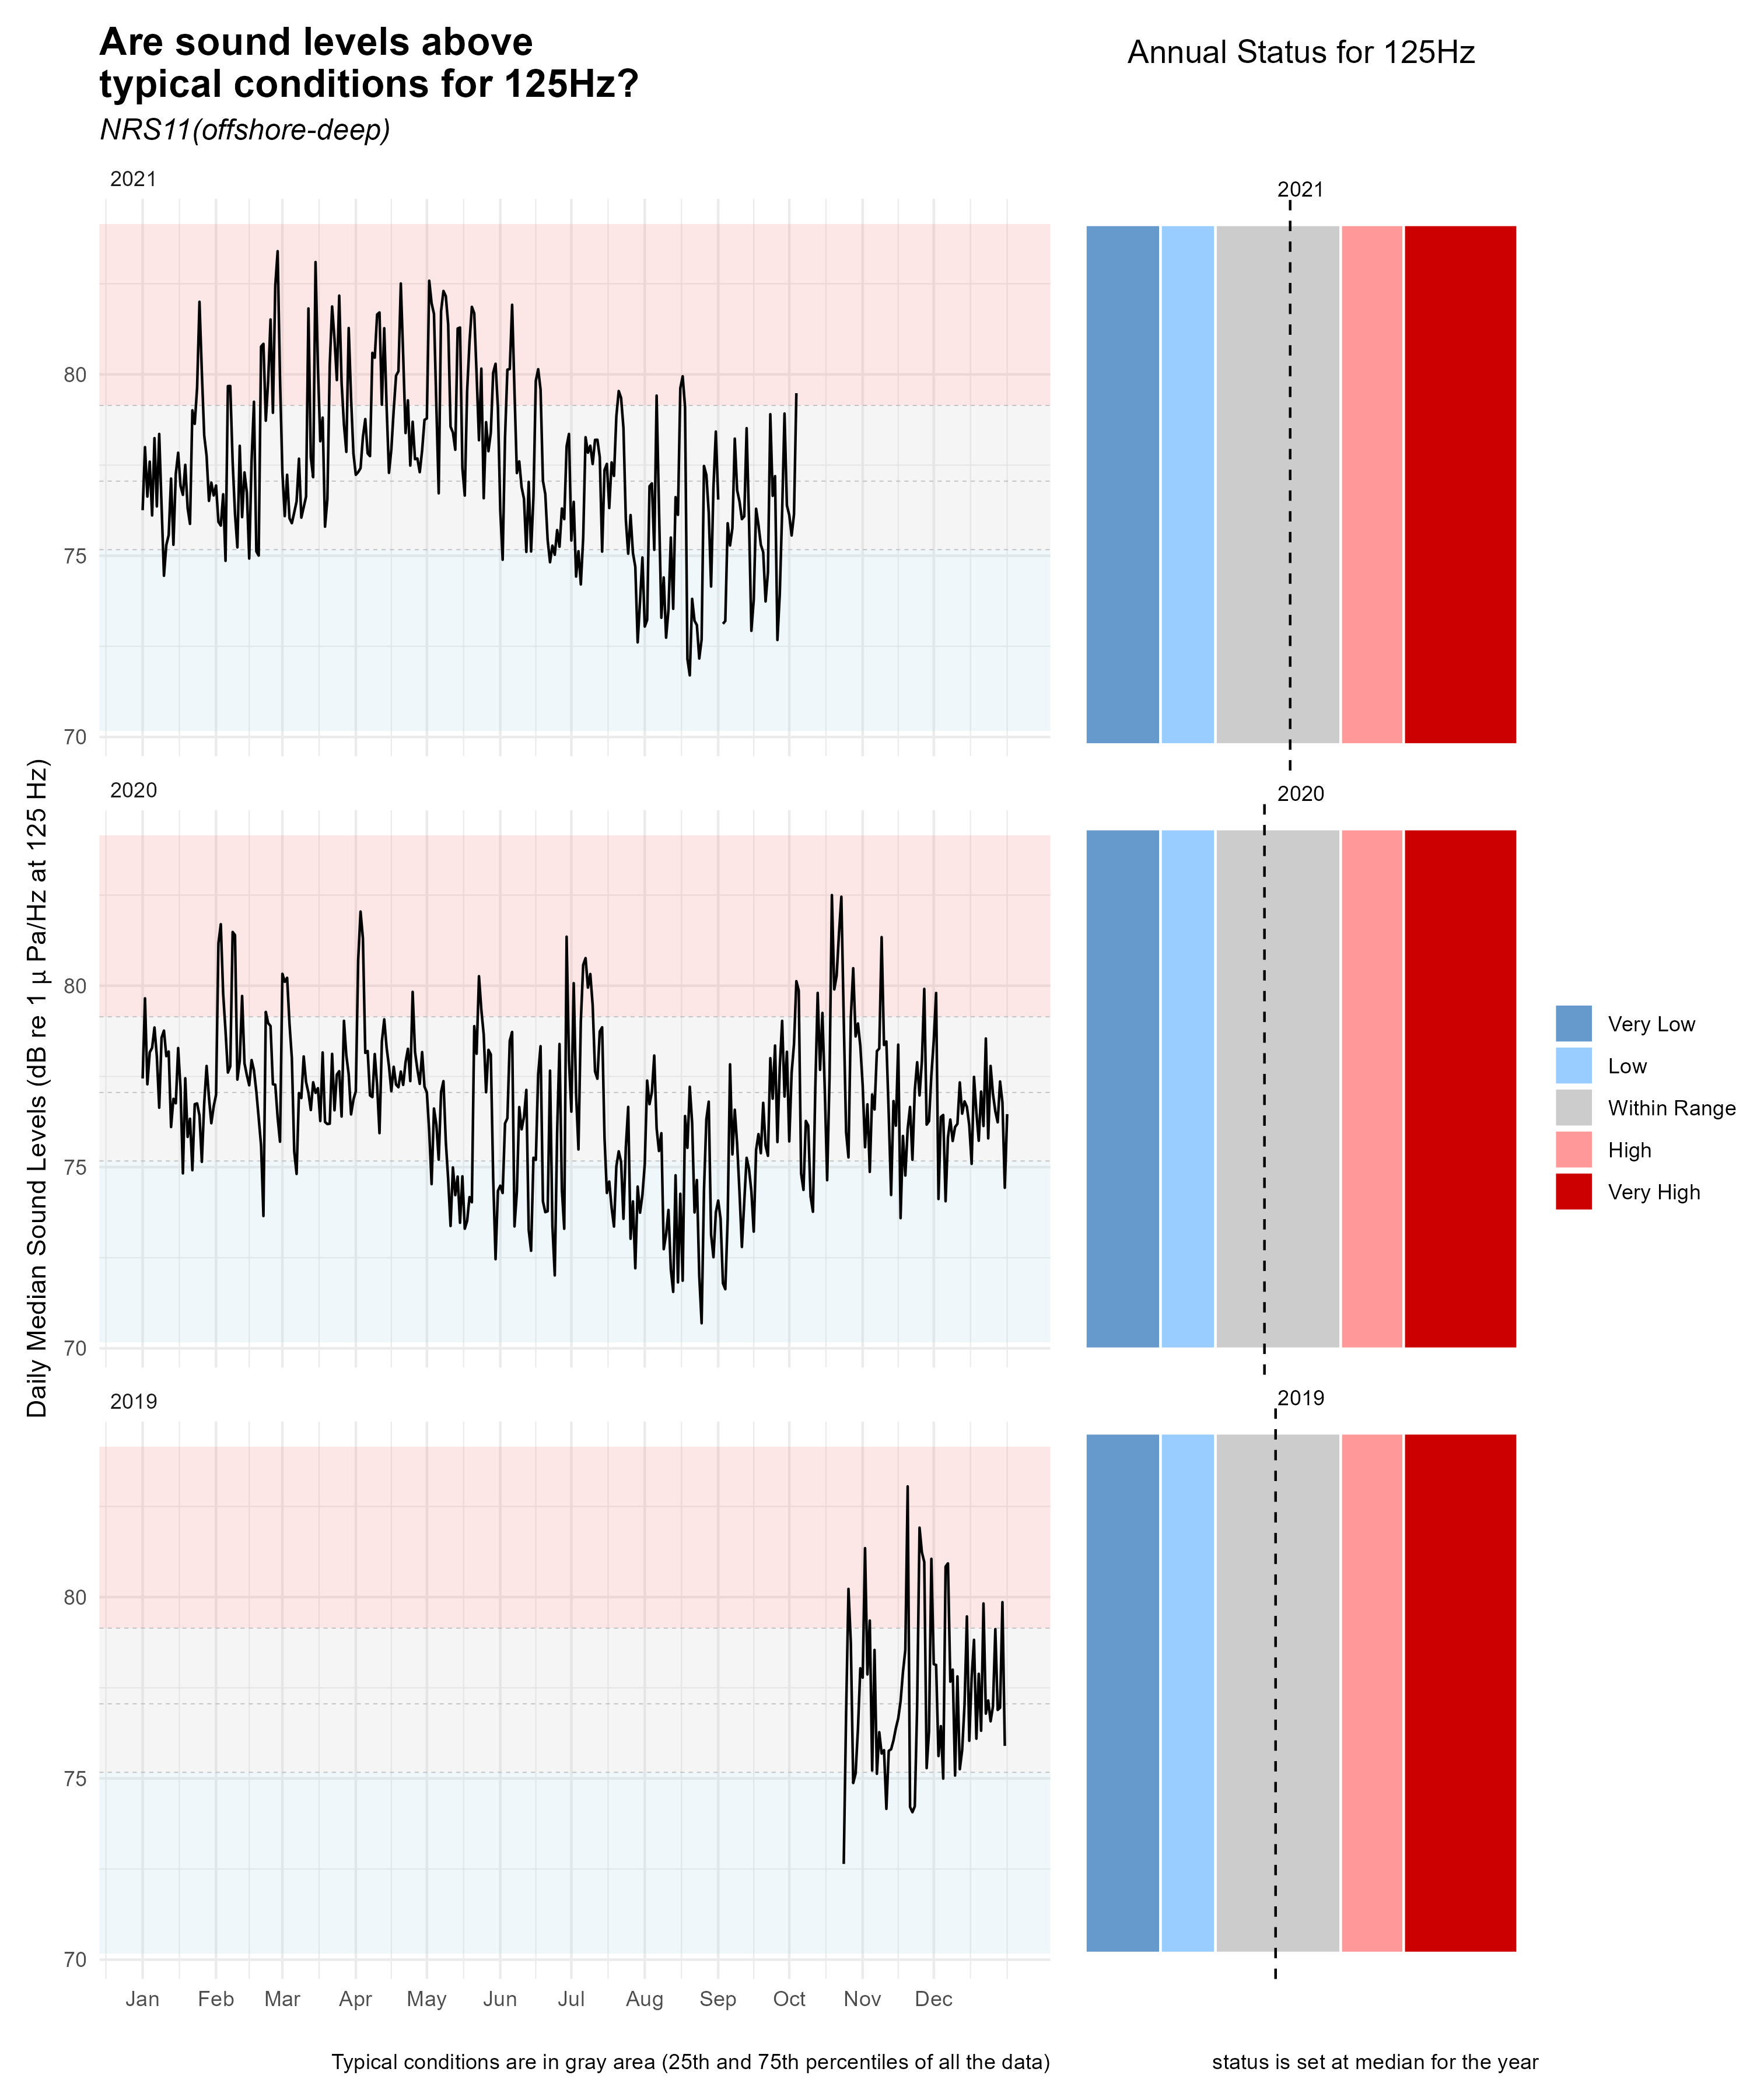 Are sound levels above
typical conditions for 125Hz?
NRS11(offshore-deep)
Annual Status for 125Hz
Daily Median Sound Levels (dB re 1 μ Pa/Hz at 125 Hz)
2021
80
75
70
2021
2020
80
75
70
2020
2019
80
75
70
2019
Jan Feb Mar Apr May Jun Jul Aug Sep Oct Nov Dec
Very Low
Low
Within Range
High
Very High
Typical conditions are in gray area (25th and 75th percentiles of all the data)
status is set at median for the year